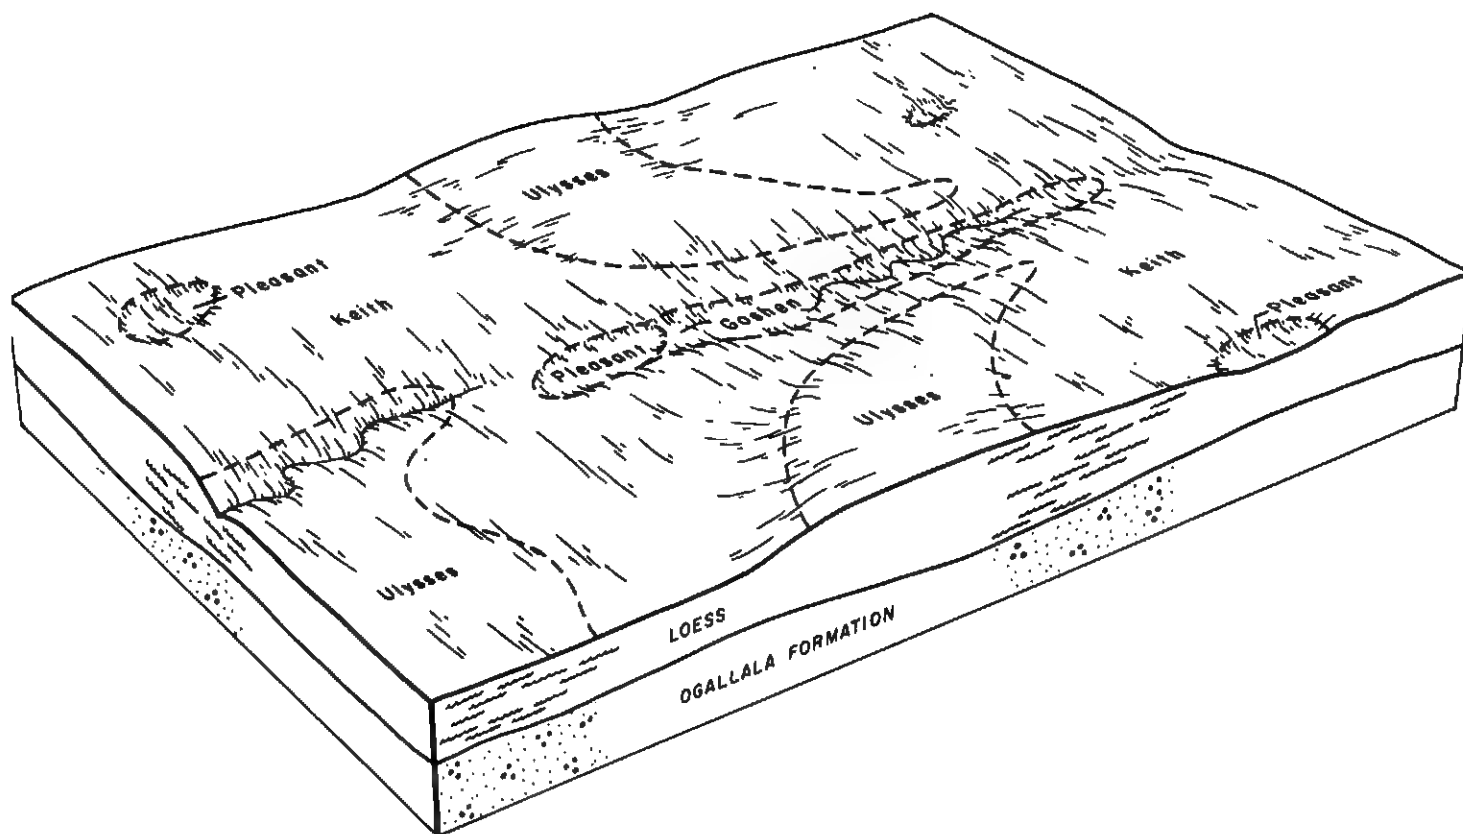 Ulysses
Pleasant
Keith
Keith
Pleasant
Goshen
Pleasant
Ulysses
Ulysses
LOESS
OGALLALA FORMATION